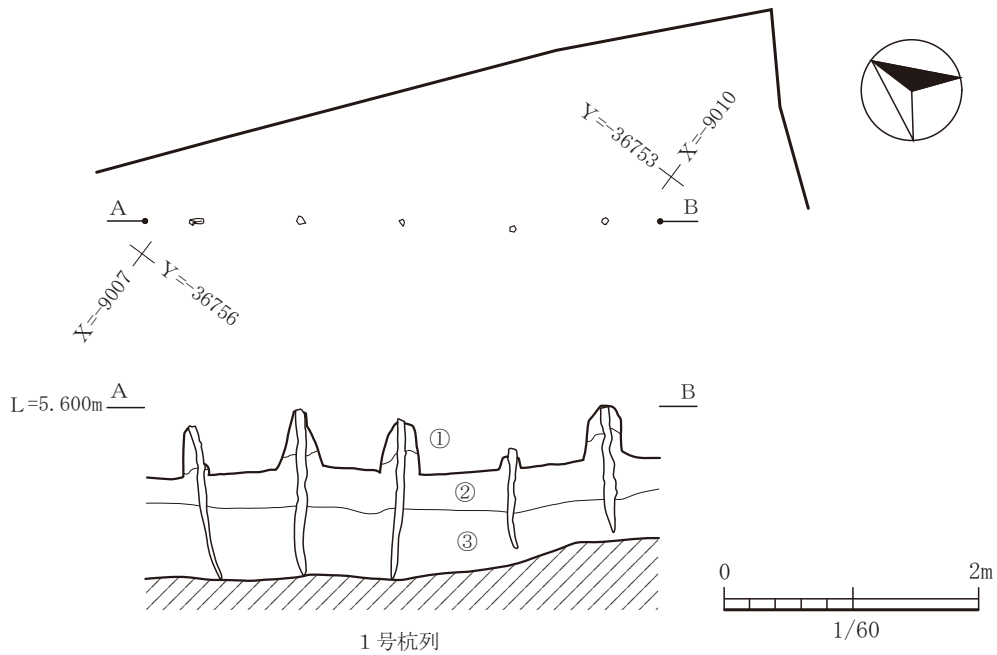 Y=-36753
X=-9010
A
B
X=-9007
Y=-36756
L=5.600m
A
B
①
②
③
0
2m
1/60
1号杭列